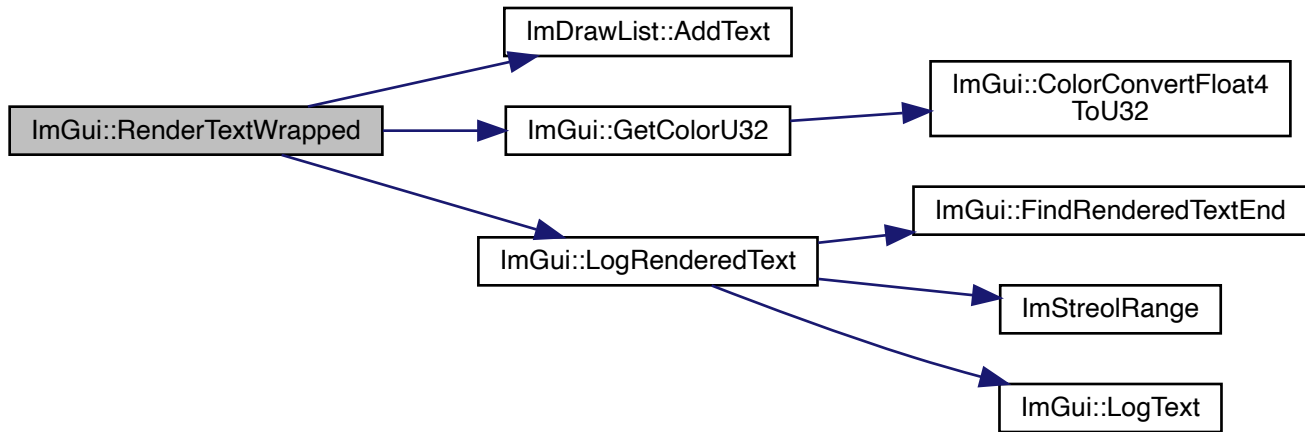 ImDrawList::AddText
ImGui::ColorConvertFloat4
ToU32
ImGui::RenderTextWrapped
ImGui::GetColorU32
ImGui::FindRenderedTextEnd
ImGui::LogRenderedText
ImStreolRange
ImGui::LogText